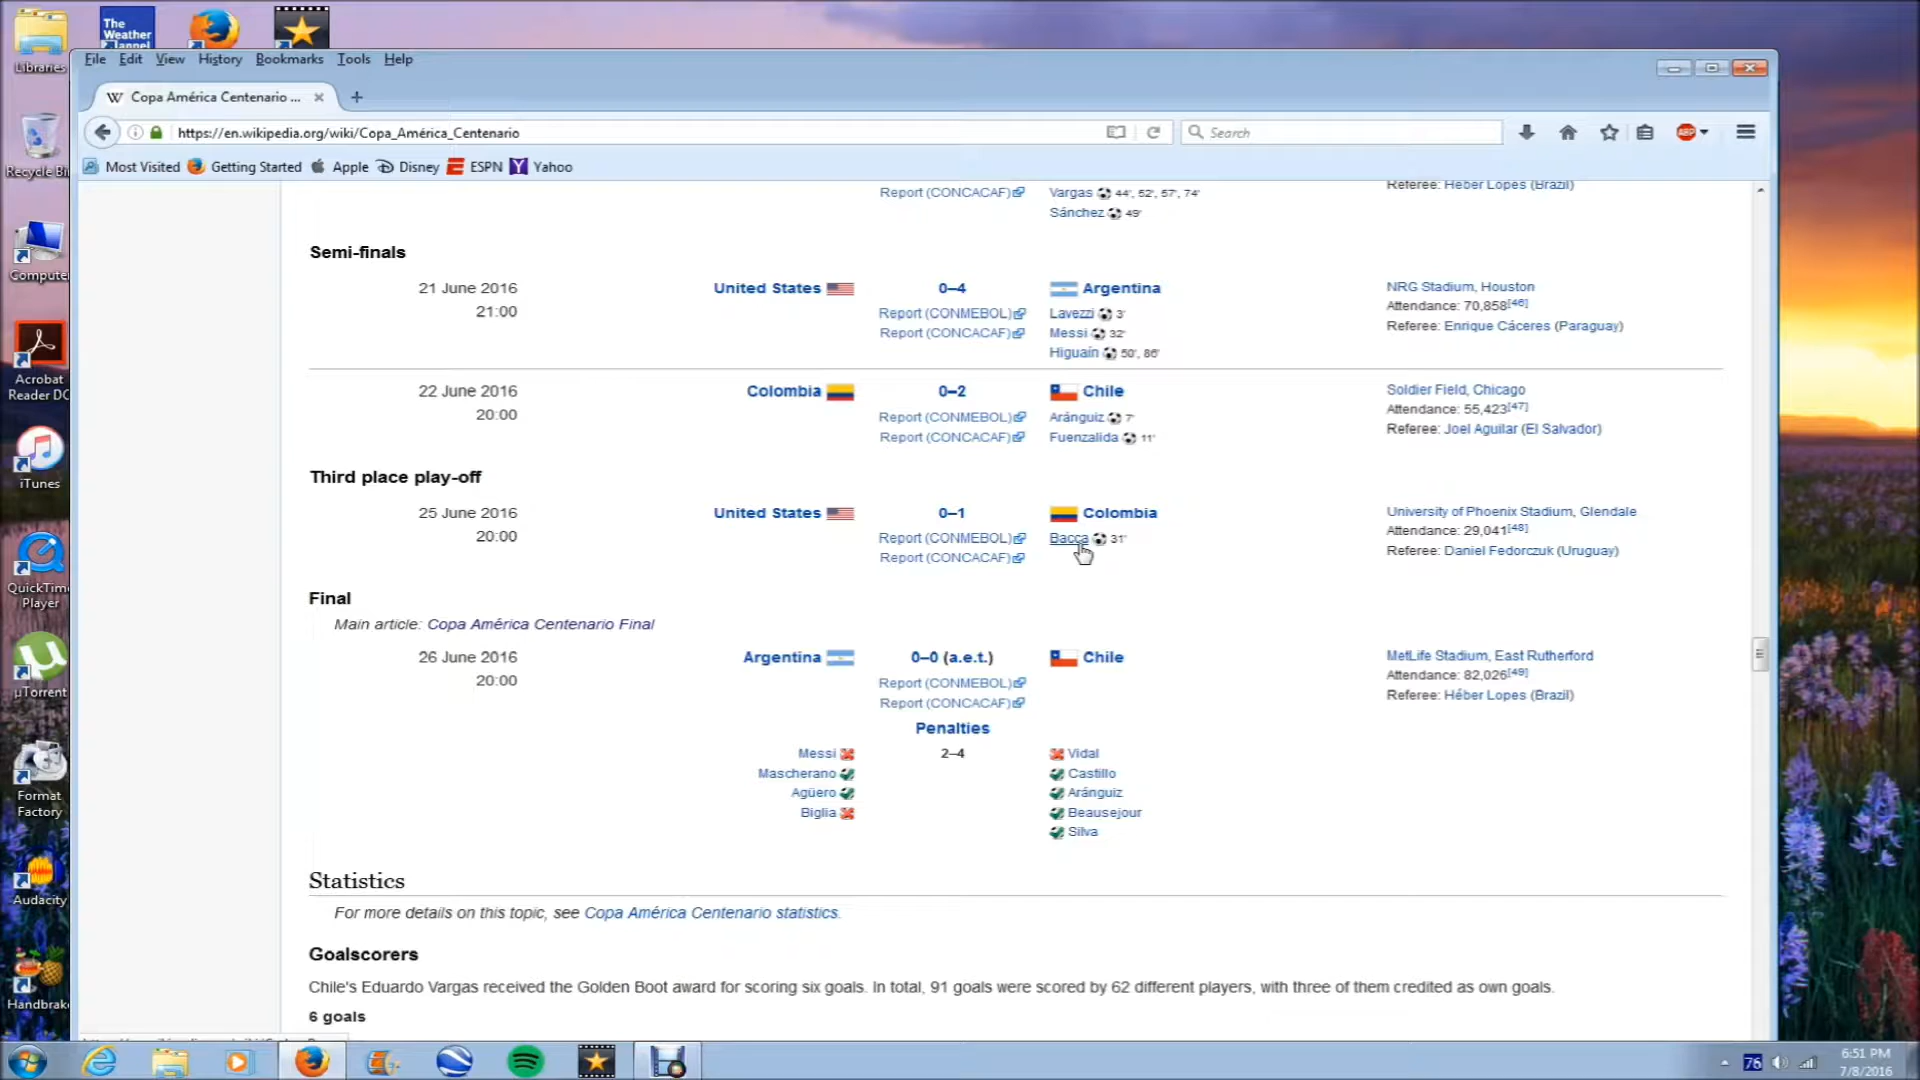 The
Weather
Channel
Libraries
File Edit View History Bookmarks Tools Help
W Copa América Centenario ...
https://en.wikipedia.org/wiki/Copa_América_Centenario
Search
ABP
Most Visited Getting Started Apple Disney ESPN Yahoo
Recycle Bi
Computer
Acrobat
Reader DC
iTunes
QuickTime
Player
µTorrent
Format
Factory
Audacity
Handbrake
Report (CONCACAF)
Vargas 44', 52', 57', 74'
Referee: Héber Lopes (Brazil)
Sánchez 49'
Semi-finals
21 June 2016 United States 0–4 Argentina NRG Stadium, Houston
21:00 Report (CONMEBOL) Lavezzi 3' Attendance: 70,858[46]
Report (CONCACAF) Messi 32' Referee: Enrique Cáceres (Paraguay)
Higuaín 50', 86'
22 June 2016 Colombia 0–2 Chile Soldier Field, Chicago
20:00 Report (CONMEBOL) Aránguiz 7' Attendance: 55,423[47]
Report (CONCACAF) Fuenzalida 11' Referee: Joel Aguilar (El Salvador)
Third place play-off
25 June 2016 United States 0–1 Colombia University of Phoenix Stadium, Glendale
20:00 Report (CONMEBOL) Bacca 31' Attendance: 29,041[48]
Report (CONCACAF) Referee: Daniel Fedorczuk (Uruguay)
Final
Main article: Copa América Centenario Final
26 June 2016 Argentina 0–0 (a.e.t.) Chile MetLife Stadium, East Rutherford
20:00 Report (CONMEBOL) Attendance: 82,026[49]
Report (CONCACAF) Referee: Héber Lopes (Brazil)
Penalties
Messi 2–4 Vidal
Mascherano Castillo
Agüero Aránguiz
Biglia Beausejour
Silva
Statistics
For more details on this topic, see Copa América Centenario statistics.
Goalscorers
Chile's Eduardo Vargas received the Golden Boot award for scoring six goals. In total, 91 goals were scored by 62 different players, with three of them credited as own goals.
6 goals
76
6:51 PM
7/8/2016